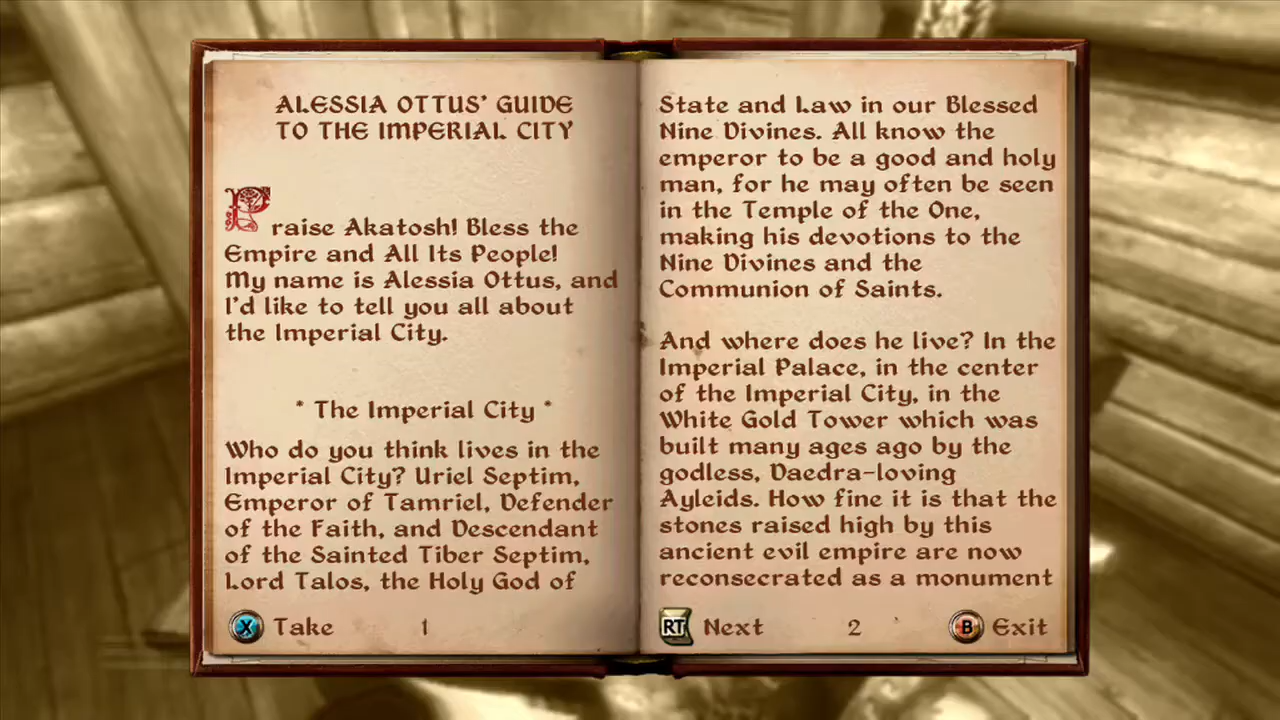 ALESSIA OTTUS' GUIDE
TO THE IMPERIAL CITY
Praise Akatosh! Bless the
Empire and All Its People!
My name is Alessia Ottus, and
I'd like to tell you all about
the Imperial City.
* The Imperial City *
Who do you think lives in the
Imperial City? Uriel Septim,
Emperor of Tamriel, Defender
of the Faith, and Descendant
of the Sainted Tiber Septim,
Lord Talos, the Holy God of
X Take 1
State and Law in our Blessed
Nine Divines. All know the
emperor to be a good and holy
man, for he may often be seen
in the Temple of the One,
making his devotions to the
Nine Divines and the
Communion of Saints.
And where does he live? In the
Imperial Palace, in the center
of the Imperial City, in the
White Gold Tower which was
built many ages ago by the
godless, Daedra-loving
Ayleids. How fine it is that the
stones raised high by this
ancient evil empire are now
reconsecrated as a monument
RT Next 2 B Exit